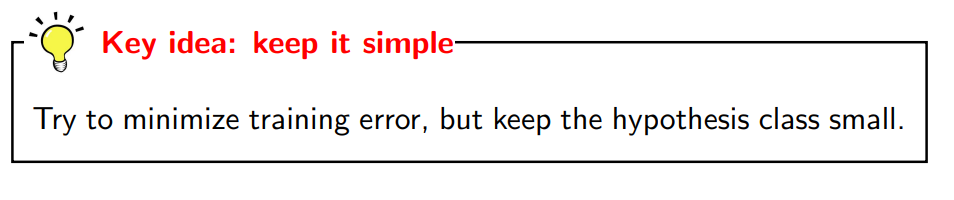 Key idea: keep it simple
Try to minimize training error, but keep the hypothesis class small.